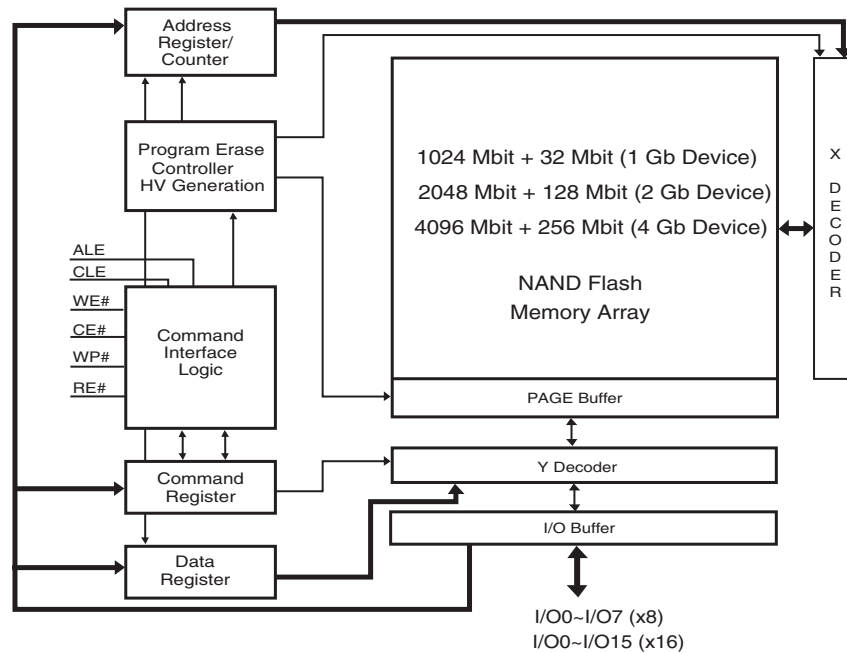 Address
Register/
Counter
Program Erase
Controller
HV Generation
ALE
CLE
WE#
CE#
WP#
RE#
Command
Interface
Logic
Command
Register
Data
Register
1024 Mbit + 32 Mbit (1 Gb Device)
2048 Mbit + 128 Mbit (2 Gb Device)
4096 Mbit + 256 Mbit (4 Gb Device)
NAND Flash
Memory Array
PAGE Buffer
Y Decoder
I/O Buffer
I/O0~I/O7 (x8)
I/O0~I/O15 (x16)
X
D
E
C
O
D
E
R